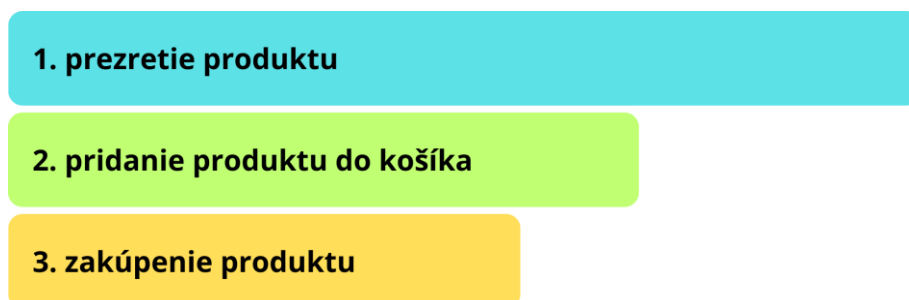 1. prezretie produktu
2. pridanie produktu do košíka
3. zakúpenie produktu